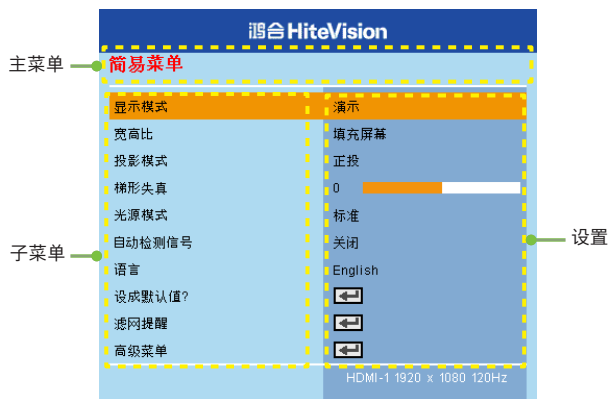 鸿合HiteVision
主菜单
简易菜单
显示模式 演示
宽高比 填充屏幕
投影模式 正投
梯形失真 0
光源模式 标准
自动检测信号 关闭
设置
子菜单
语言 English
设成默认值?
滤网提醒
高级菜单
HDMI-1 1920 x 1080 120Hz